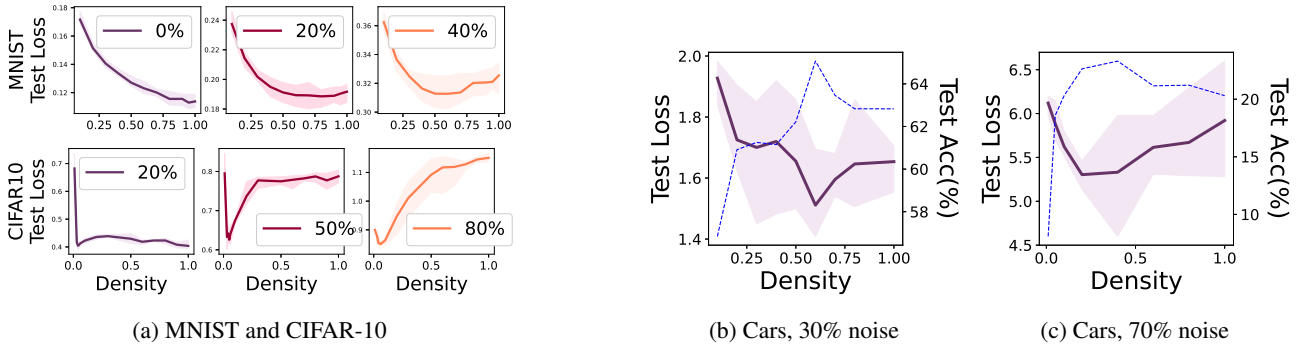 MNIST
Test Loss
0.18
0.16
0.14
0.12
0%
0.25 0.50 0.75 1.00
0.24
0.22
0.20
0.18
20%
0.25 0.50 0.75 1.00
0.36
0.34
0.32
0.30
40%
0.25 0.50 0.75 1.00
CIFAR10
Test Loss
0.7
0.6
0.5
0.4
20%
0.0 0.5 1.0
Density
0.8
0.7
0.6
50%
0.0 0.5 1.0
Density
1.1
1.0
0.9
80%
0.0 0.5 1.0
Density
(a) MNIST and CIFAR-10
Test Loss
2.0
1.8
1.6
1.4
0.25 0.50 0.75 1.00
Density
64
62
60
58
Test Acc(%)
(b) Cars, 30% noise
Test Loss
6.5
6.0
5.5
5.0
4.5
0.0 0.5 1.0
Density
20
15
10
Test Acc(%)
(c) Cars, 70% noise